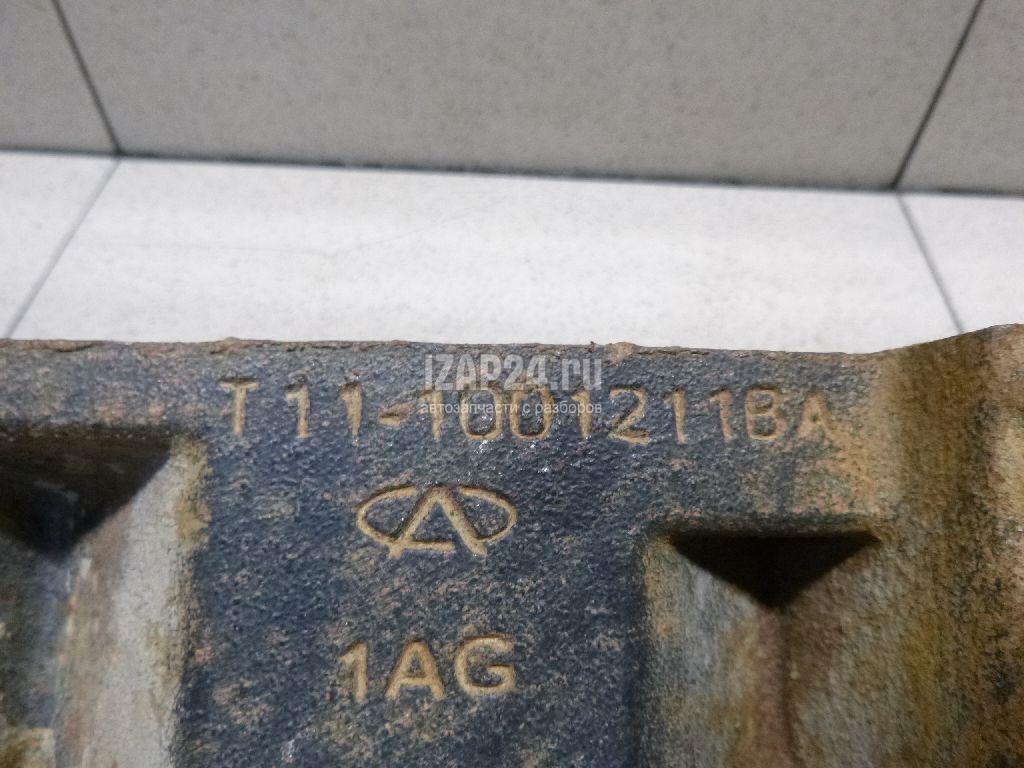 IZAP24.ru
T11-1001211BA
автозапчасти с разборов
1AG